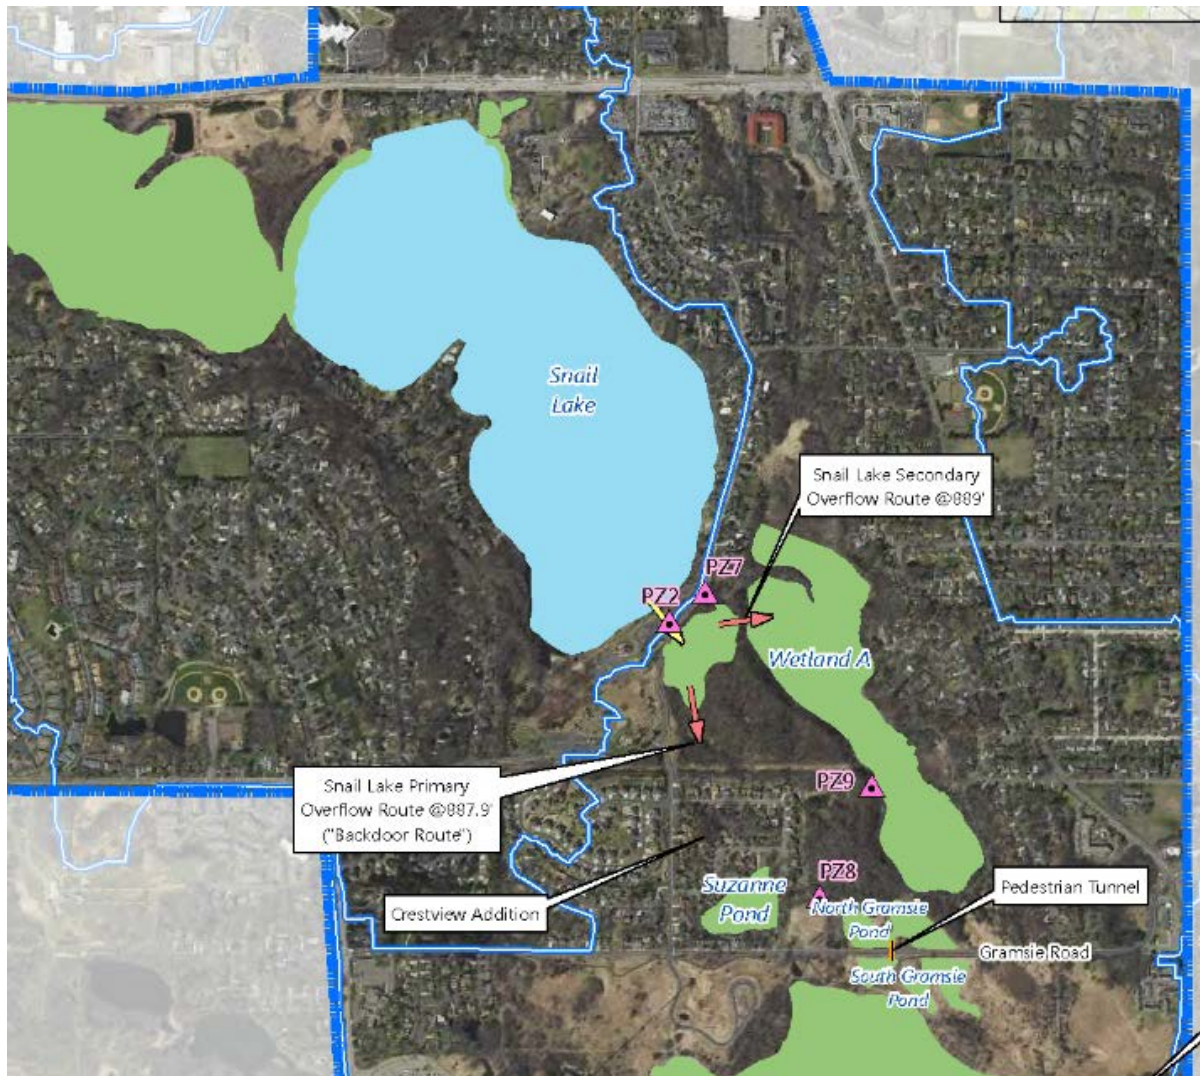 Snail
Lake
Snail Lake Secondary
Overflow Route @889'
PZ7
PZ2
Wetland A
Snail Lake Primary
Overflow Route @887.9'
("Backdoor Route")
PZ9
Crestview Addition
Suzanne
Pond
PZ8
North Gramsie
Pond
Pedestrian Tunnel
Gramsie Road
South Gramsie
Pond